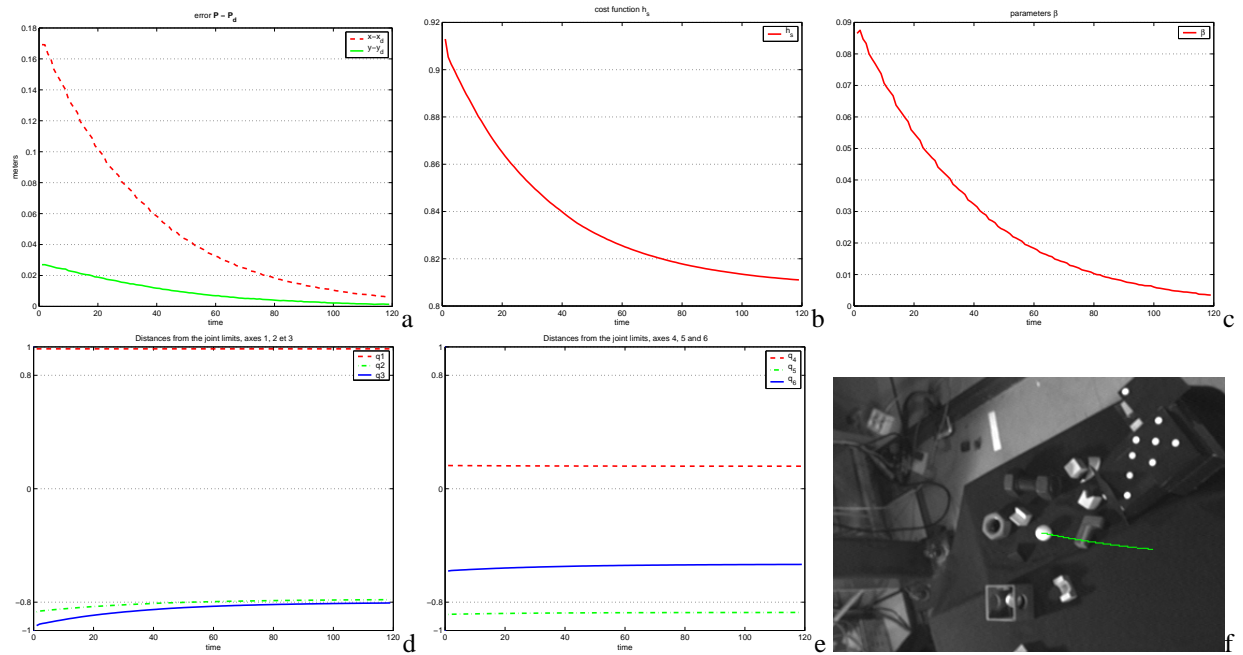 error P − P_d
0.18
0.16
0.14
0.12
0.1
0.08
0.06
0.04
0.02
0
meters
0 20 40 60 80 100 120
time
x−x_d
y−y_d
a
cost function h_s
0.92
0.9
0.88
0.86
0.84
0.82
0.8
0 20 40 60 80 100 120
time
h_s
b
parameters β
0.09
0.08
0.07
0.06
0.05
0.04
0.03
0.02
0.01
0
0 20 40 60 80 100 120
time
β
c
Distances from the joint limits, axes 1, 2 et 3
1
0.8
0
−0.8
−1
0 20 40 60 80 100 120
time
q1
q2
q3
d
Distances from the joint limits, axes 4, 5 and 6
1
0.8
0
−0.8
−1
0 20 40 60 80 100 120
time
q_4
q_5
q_6
e
f